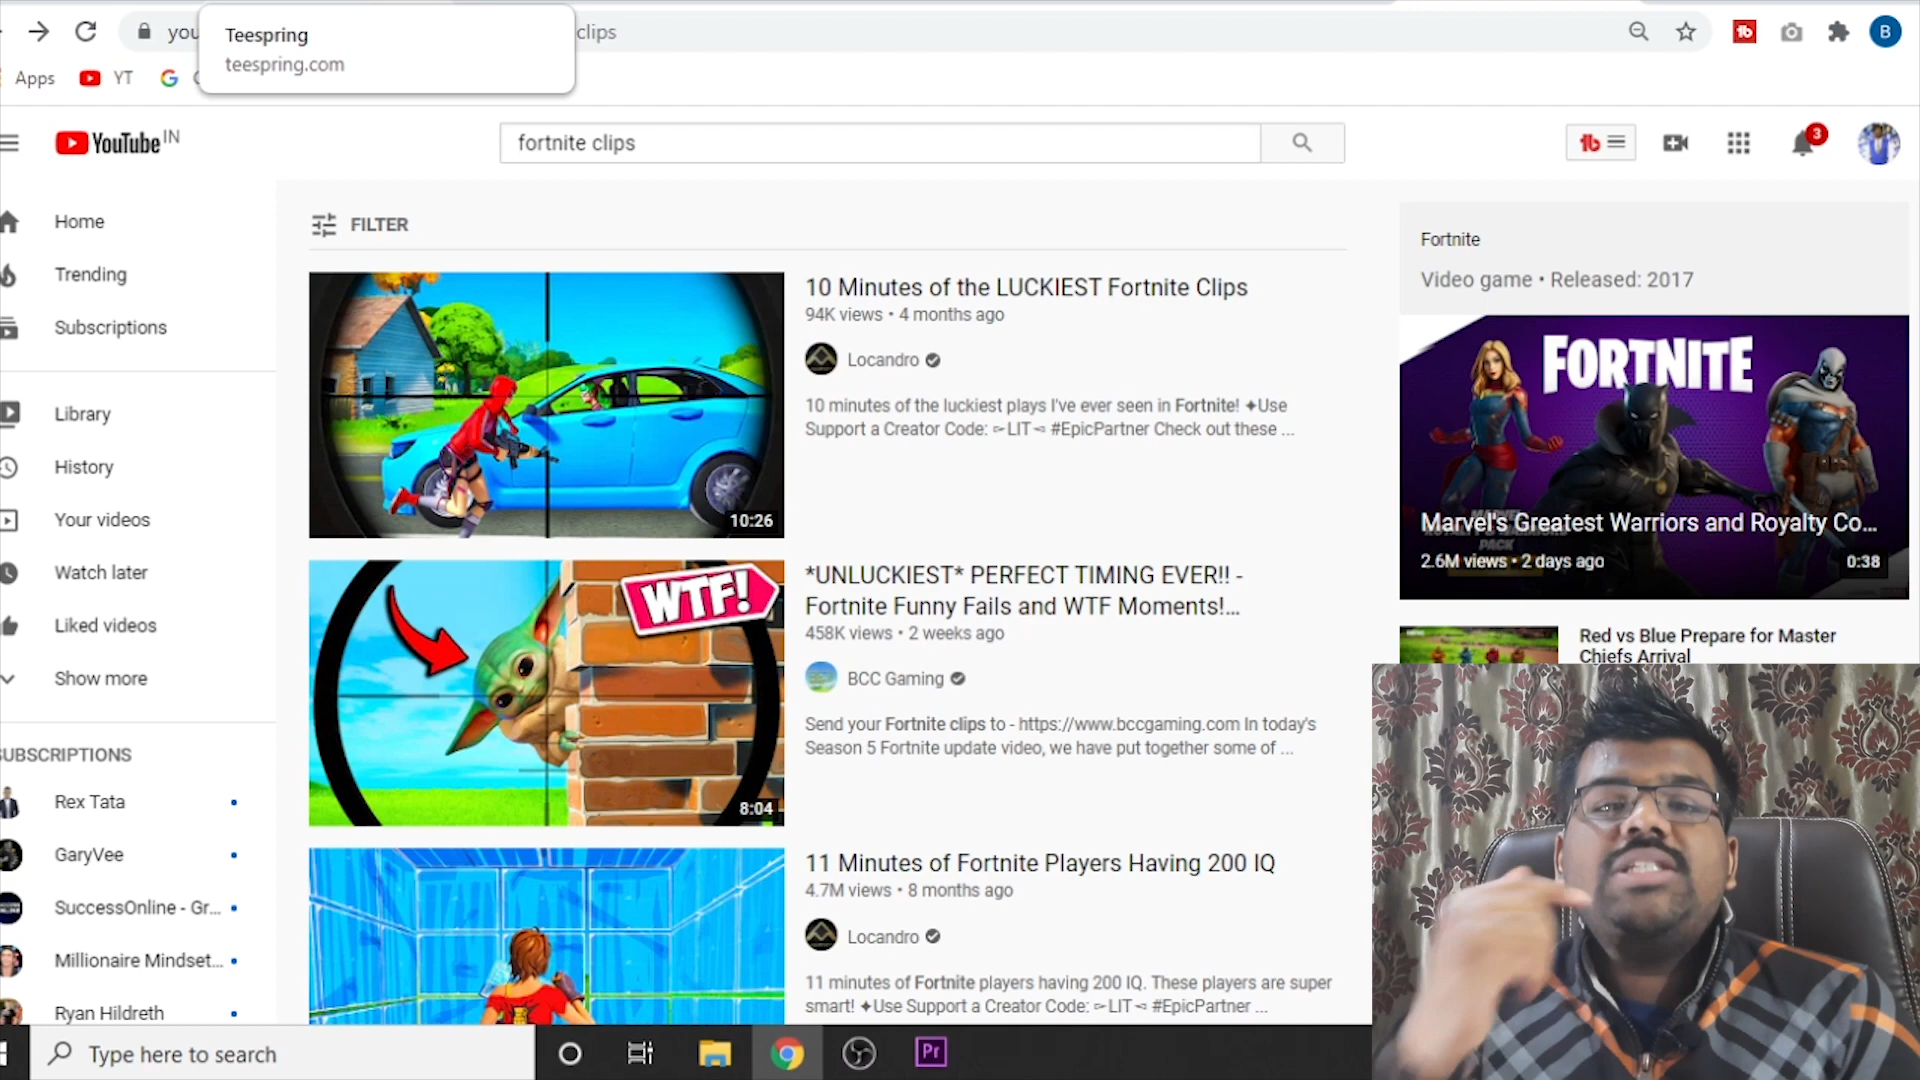 Teespring
teespring.com
you
clips
B
Apps
YT
YouTube IN
fortnite clips
3
Home
Trending
Subscriptions
Library
History
Your videos
Watch later
Liked videos
Show more
SUBSCRIPTIONS
Rex Tata
GaryVee
SuccessOnline - Gr...
Millionaire Mindset...
Ryan Hildreth
FILTER
10:26
10 Minutes of the LUCKIEST Fortnite Clips
94K views • 4 months ago
Locandro
10 minutes of the luckiest plays I've ever seen in Fortnite! ✦Use
Support a Creator Code: ➳LIT➳ #EpicPartner Check out these ...
WTF!
8:04
*UNLUCKIEST* PERFECT TIMING EVER!! -
Fortnite Funny Fails and WTF Moments!...
458K views • 2 weeks ago
BCC Gaming
Send your Fortnite clips to - https://www.bccgaming.com In today's
Season 5 Fortnite update video, we have put together some of ...
11 Minutes of Fortnite Players Having 200 IQ
4.7M views • 8 months ago
Locandro
11 minutes of Fortnite players having 200 IQ. These players are super
smart! ✦Use Support a Creator Code: ➳LIT➳ #EpicPartner ...
Fortnite
Video game • Released: 2017
FORTNITE
Marvel's Greatest Warriors and Royalty Co...
PACK
2.6M views • 2 days ago
0:38
Red vs Blue Prepare for Master
Chiefs Arrival
Type here to search
Pr